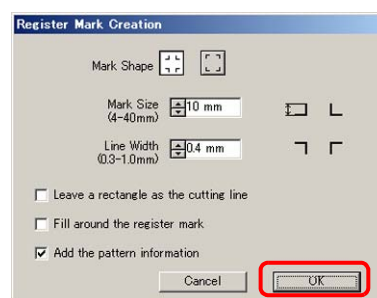 Register Mark Creation
Mark Shape
Mark Size
(4-40mm)
10 mm
Line Width
(0.3-1.0mm)
0.4 mm
Leave a rectangle as the cutting line
Fill around the register mark
Add the pattern information
Cancel
OK